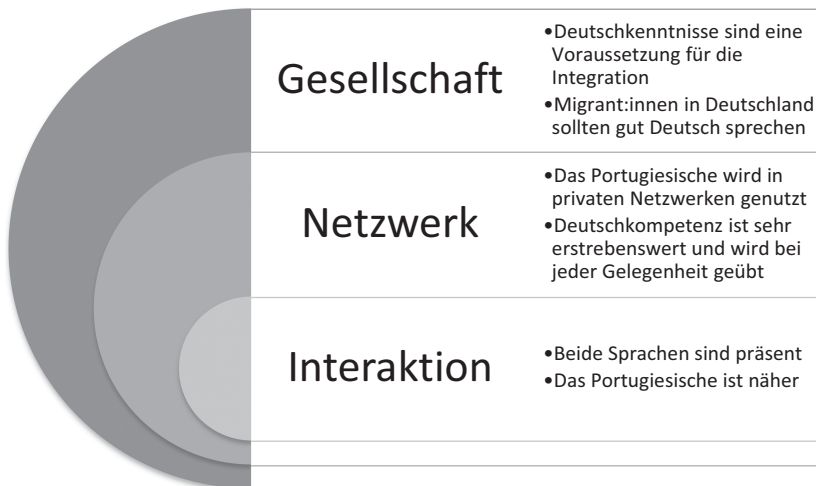 Gesellschaft
•Deutschkenntnisse sind eine
Voraussetzung für die
Integration
•Migrant:innen in Deutschland
sollten gut Deutsch sprechen
Netzwerk
•Das Portugiesische wird in
privaten Netzwerken genutzt
•Deutschkompetenz ist sehr
erstrebenswert und wird bei
jeder Gelegenheit geübt
Interaktion
•Beide Sprachen sind präsent
•Das Portugiesische ist näher